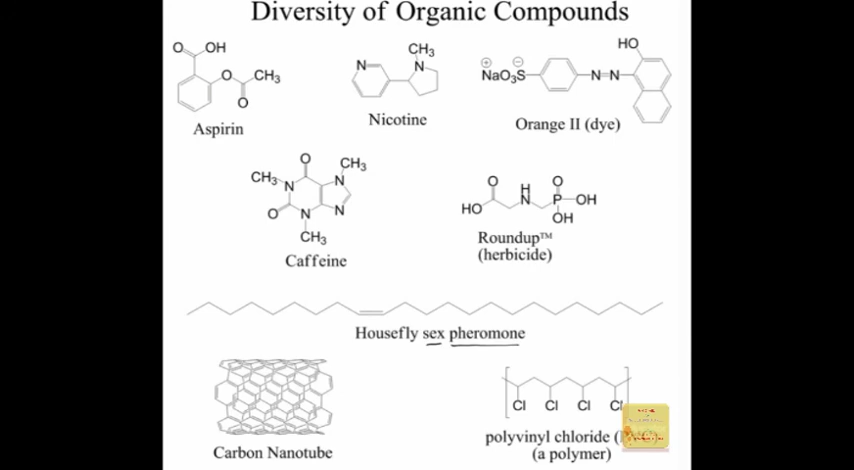 Diversity of Organic Compounds
O
OH
O
CH₃
O
Aspirin
CH₃
N
N
Nicotine
HO
⊕ ⊖
NaO₃S
N=N
Orange II (dye)
O
CH₃
CH₃
N
N
O
N
N
CH₃
Caffeine
O
H
N
O
HO
P
OH
OH
Roundup™
(herbicide)
Housefly sex pheromone
Carbon Nanotube
Cl Cl Cl Cl
polyvinyl chloride
(a polymer)